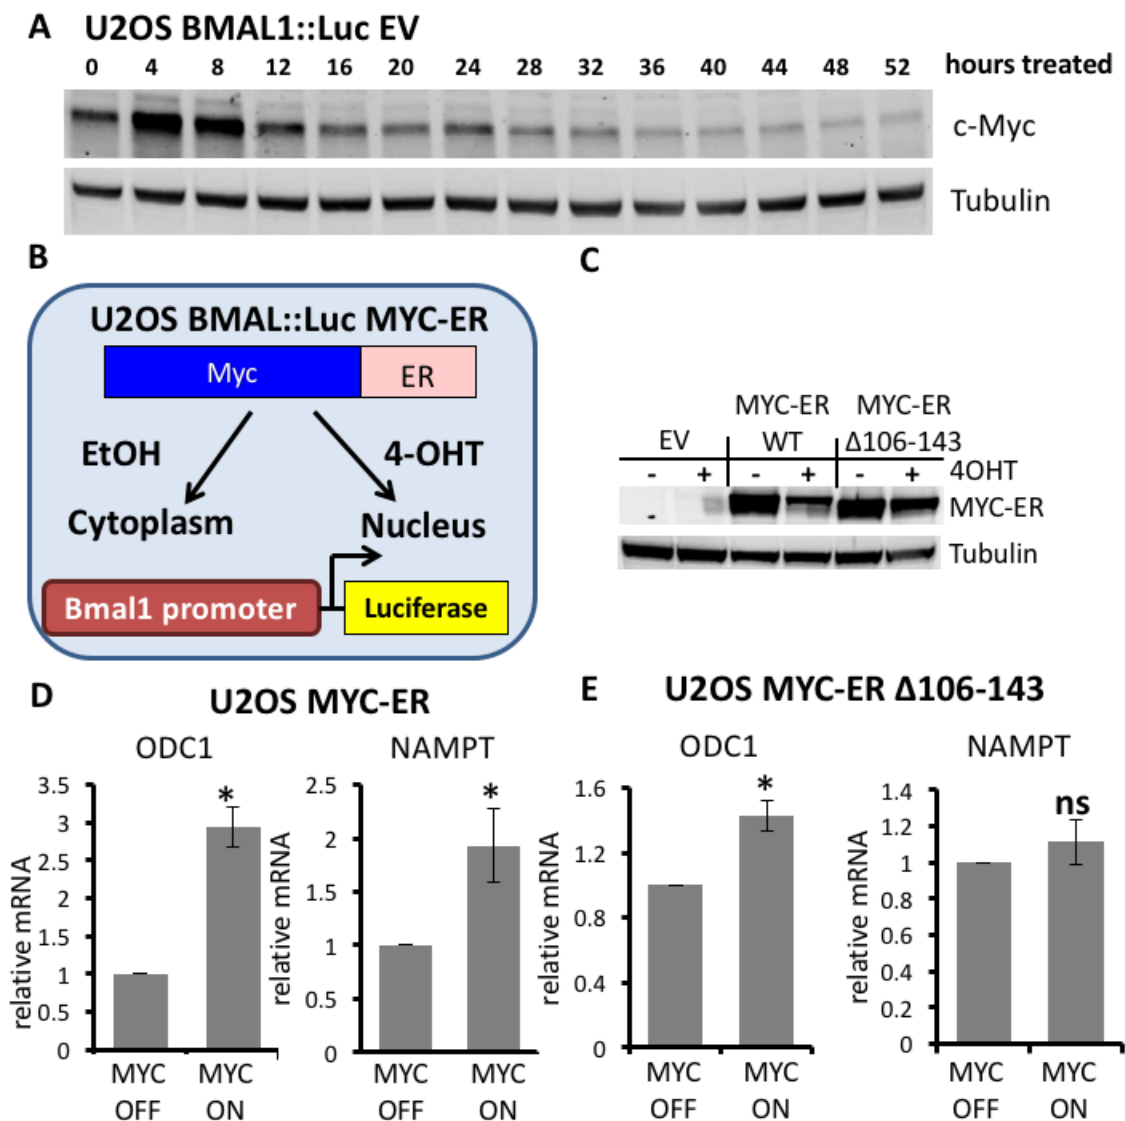 A U2OS BMAL1::Luc EV
0 4 8 12 16 20 24 28 32 36 40 44 48 52 hours treated
c-Myc
Tubulin
B
U2OS BMAL::Luc MYC-ER
Myc ER
EtOH 4-OHT
Cytoplasm Nucleus
Bmal1 promoter Luciferase
C
MYC-ER MYC-ER
EV WT Δ106-143
- + - + - + 4OHT
MYC-ER
Tubulin
D U2OS MYC-ER
ODC1
relative mRNA
3.5
3
2.5
2
1.5
1
0.5
0
*
MYC OFF
MYC ON
NAMPT
relative mRNA
2.5
2
1.5
1
0.5
0
*
MYC OFF
MYC ON
E U2OS MYC-ER Δ106-143
ODC1
relative mRNA
1.6
1.2
0.8
0.4
0
*
MYC OFF
MYC ON
NAMPT
relative mRNA
1.4
1.2
1
0.8
0.6
0.4
0.2
0
ns
MYC OFF
MYC ON